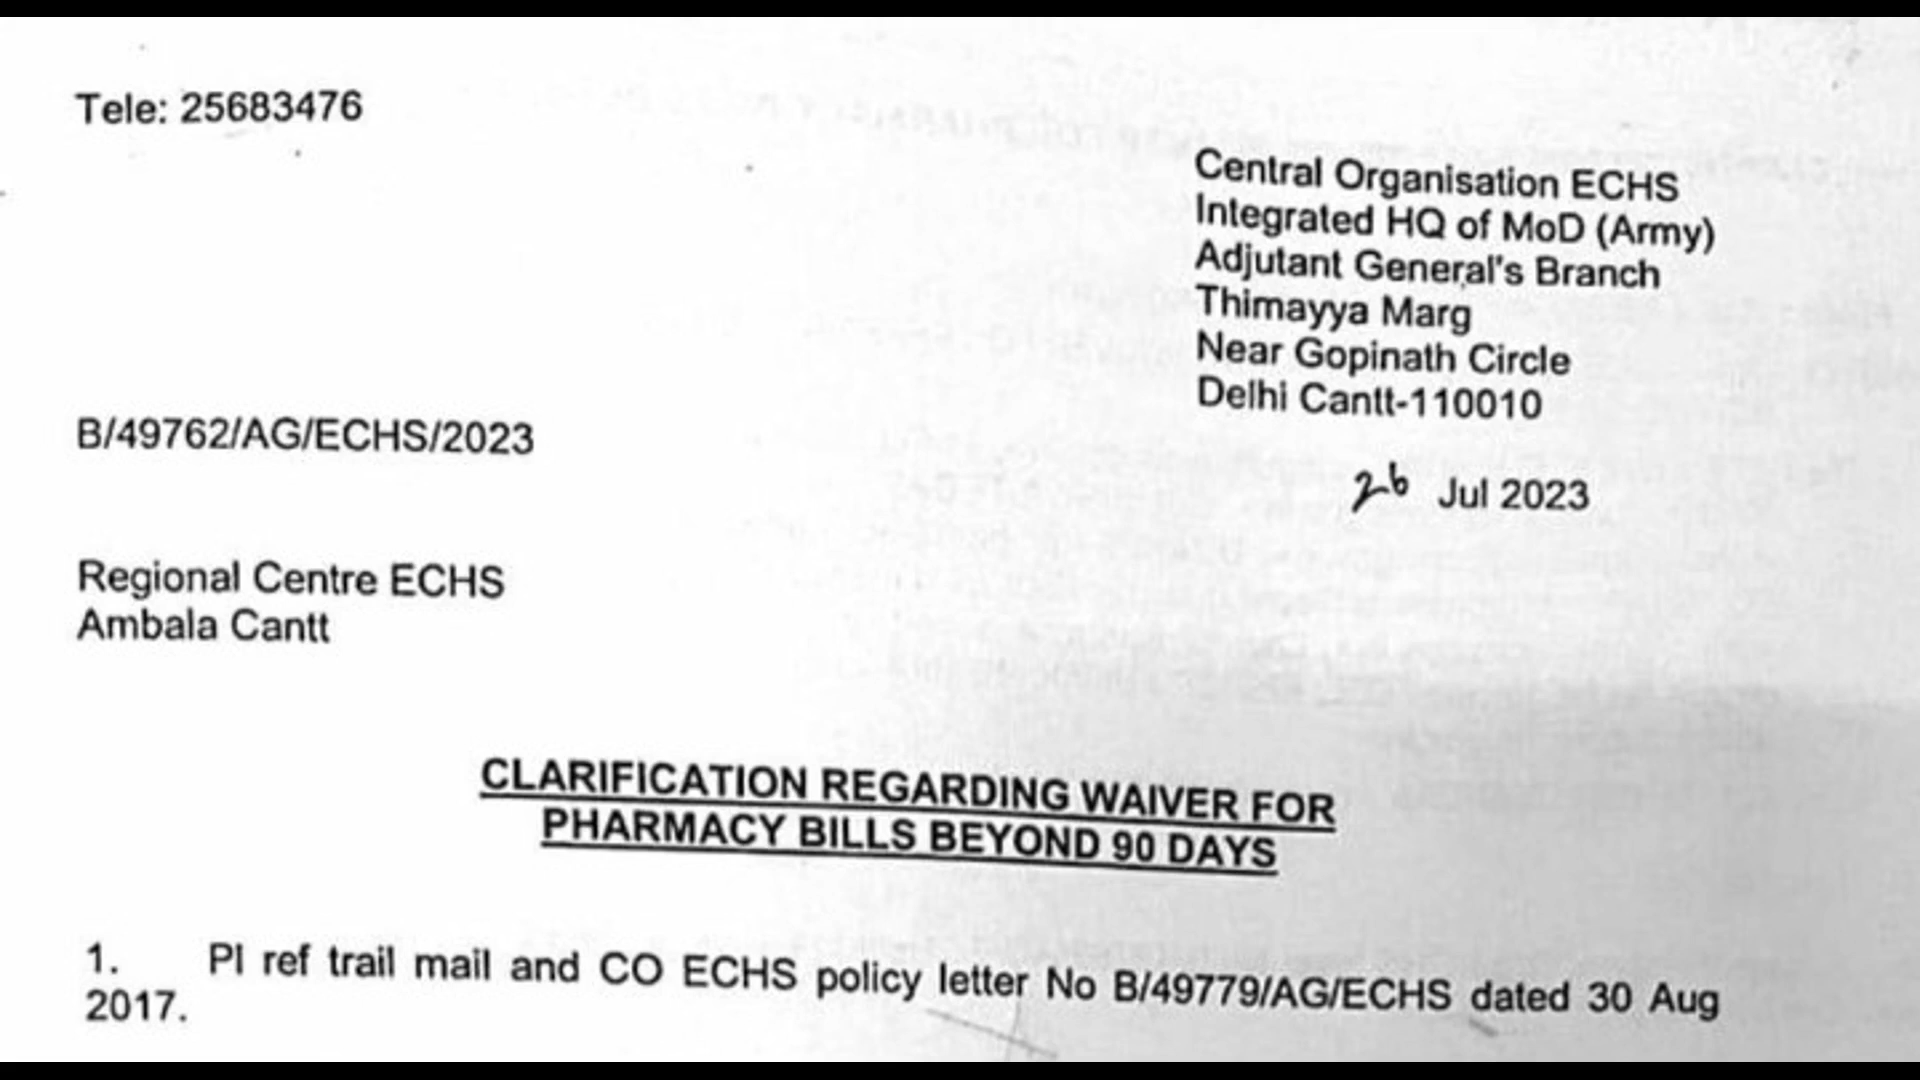 Tele: 25683476
Central Organisation ECHS
Integrated HQ of MoD (Army)
Adjutant General's Branch
Thimayya Marg
Near Gopinath Circle
Delhi Cantt-110010
B/49762/AG/ECHS/2023
26 Jul 2023
Regional Centre ECHS
Ambala Cantt
CLARIFICATION REGARDING WAIVER FOR
PHARMACY BILLS BEYOND 90 DAYS
1. Pl ref trail mail and CO ECHS policy letter No B/49779/AG/ECHS dated 30 Aug
2017.